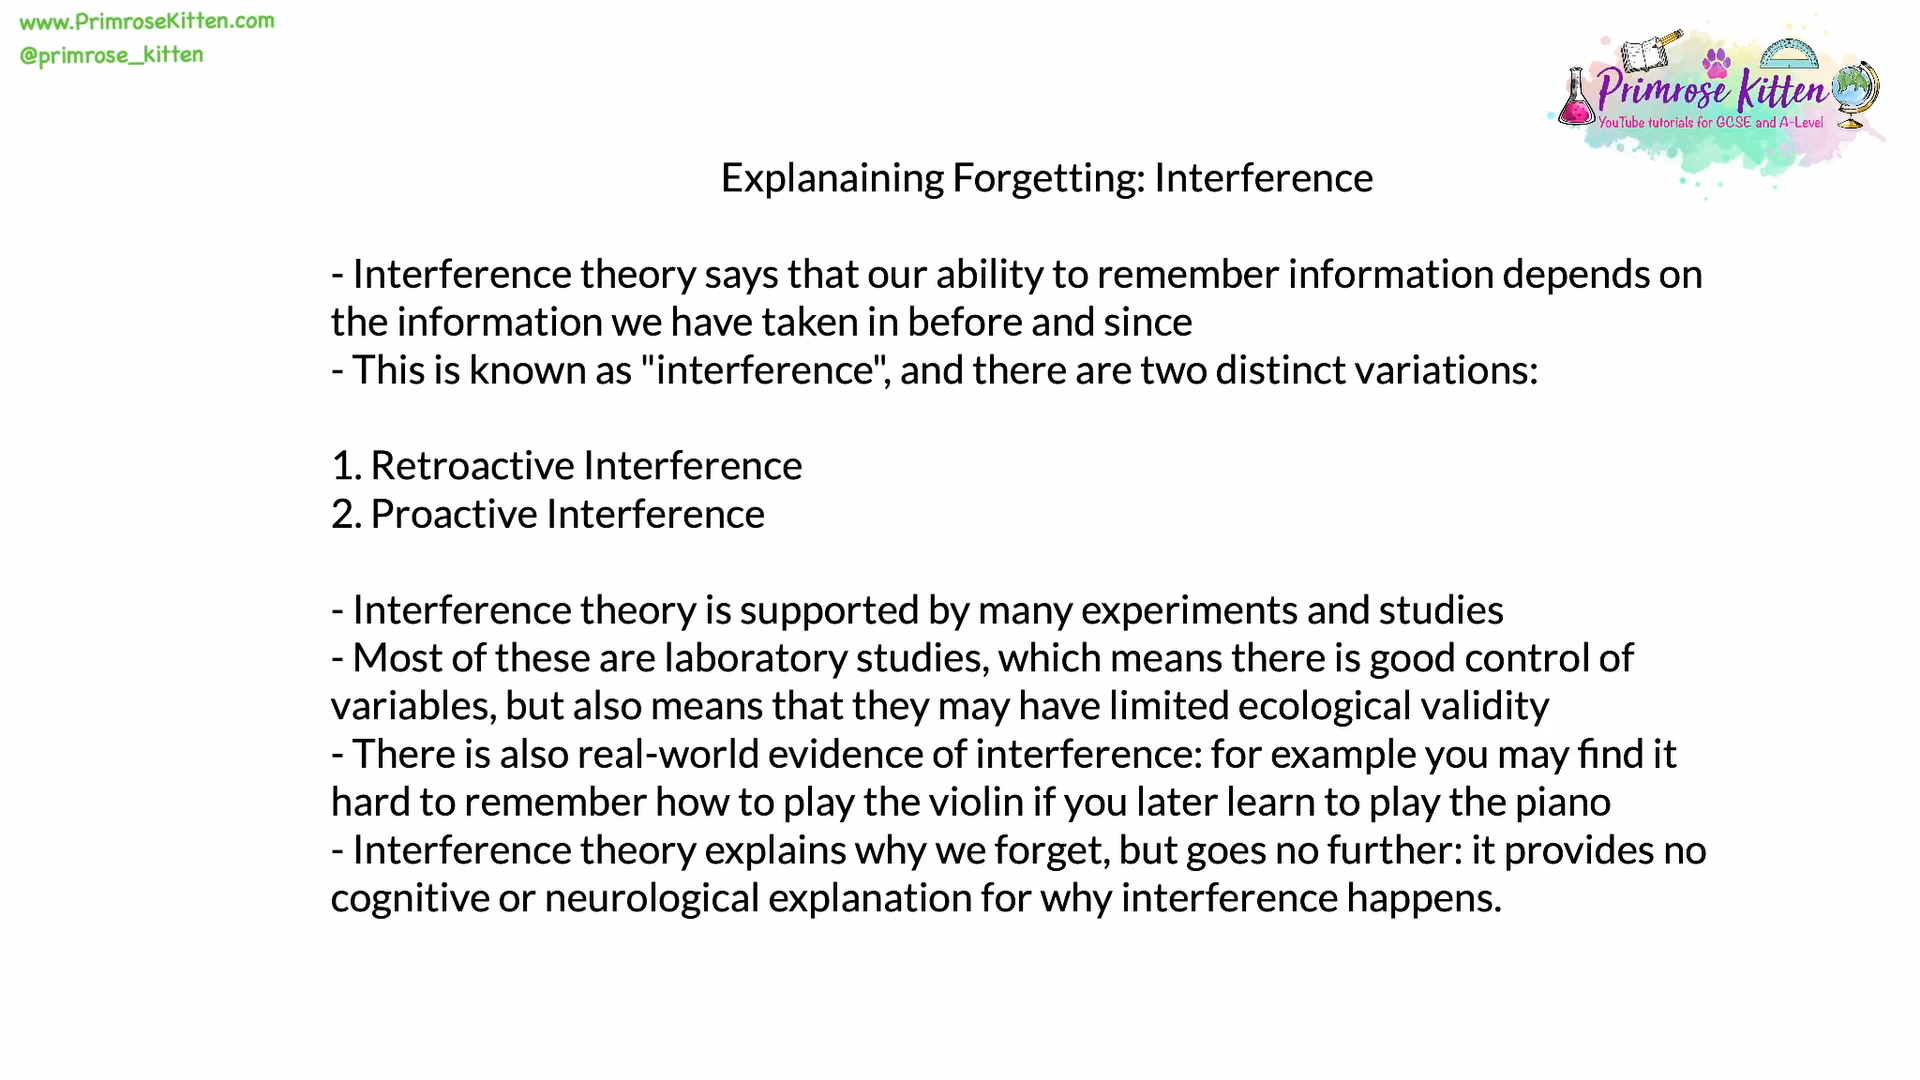 www.PrimroseKitten.com
@primrose_kitten
Primrose Kitten
YouTube tutorials for GCSE and A-Level
Explanaining Forgetting: Interference
- Interference theory says that our ability to remember information depends on
the information we have taken in before and since
- This is known as "interference", and there are two distinct variations:
1. Retroactive Interference
2. Proactive Interference
- Interference theory is supported by many experiments and studies
- Most of these are laboratory studies, which means there is good control of
variables, but also means that they may have limited ecological validity
- There is also real-world evidence of interference: for example you may find it
hard to remember how to play the violin if you later learn to play the piano
- Interference theory explains why we forget, but goes no further: it provides no
cognitive or neurological explanation for why interference happens.